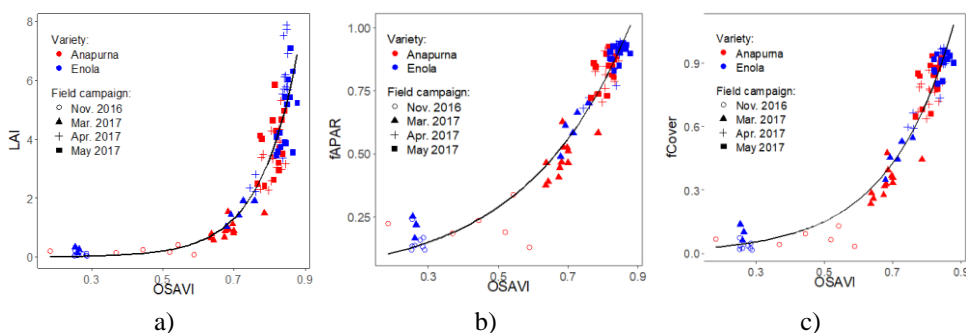 8
6
4
2
0
LAI
Variety:
Anapurna
Enola
Field campaign:
Nov. 2016
Mar. 2017
Apr. 2017
May 2017
0.3 0.5 0.7 0.9
OSAVI
a)
1.00
0.75
0.50
0.25
fAPAR
Variety:
Anapurna
Enola
Field campaign:
Nov. 2016
Mar. 2017
Apr. 2017
May 2017
0.3 0.5 0.7 0.9
OSAVI
b)
0.9
0.6
0.3
0.0
fCover
Variety:
Anapurna
Enola
Field campaign:
Nov. 2016
Mar. 2017
Apr. 2017
May 2017
0.3 0.5 0.7 0.9
OSAVI
c)